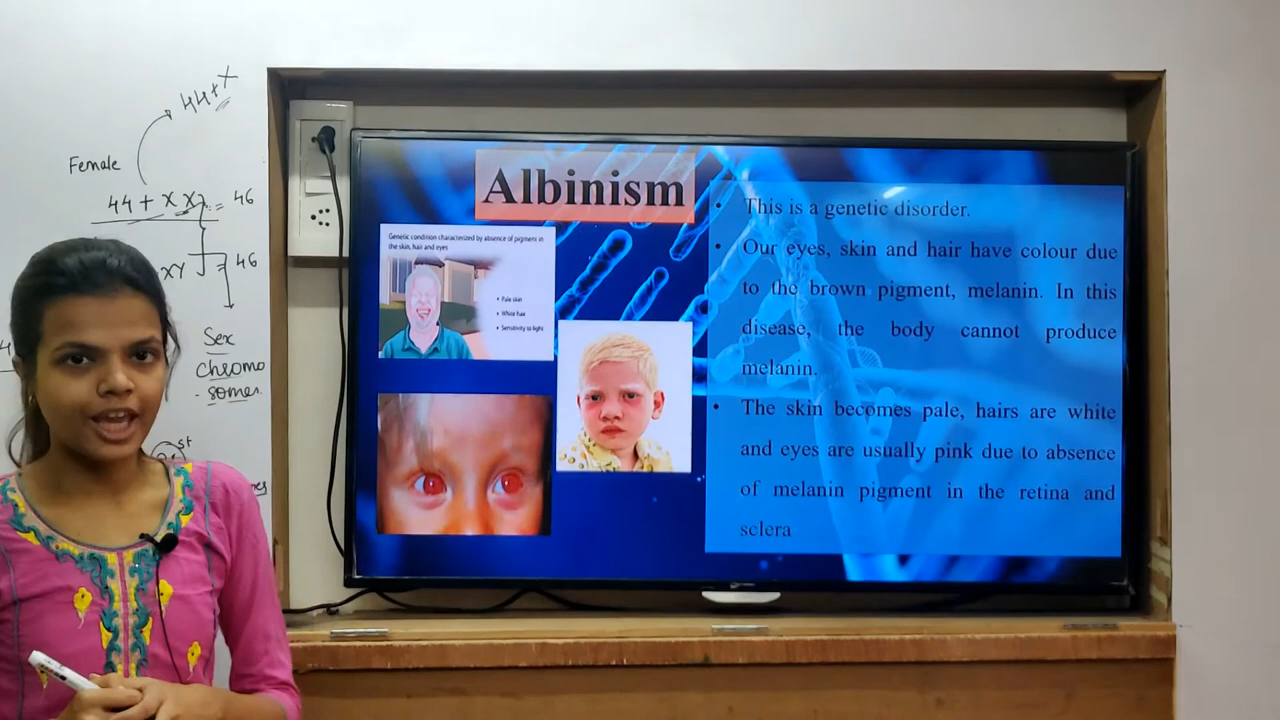 44+X
Female
44 + X X = 46
XY = 46
Sex
chromo
- somes.
st
Albinism
Genetic condition characterized by absence of pigment in
the skin, hair and eyes
• Pale skin
• White hair
• Sensitivity to light
• This is a genetic disorder.
• Our eyes, skin and hair have colour due
to the brown pigment, melanin. In this
disease, the body cannot produce
melanin.
• The skin becomes pale, hairs are white
and eyes are usually pink due to absence
of melanin pigment in the retina and
sclera